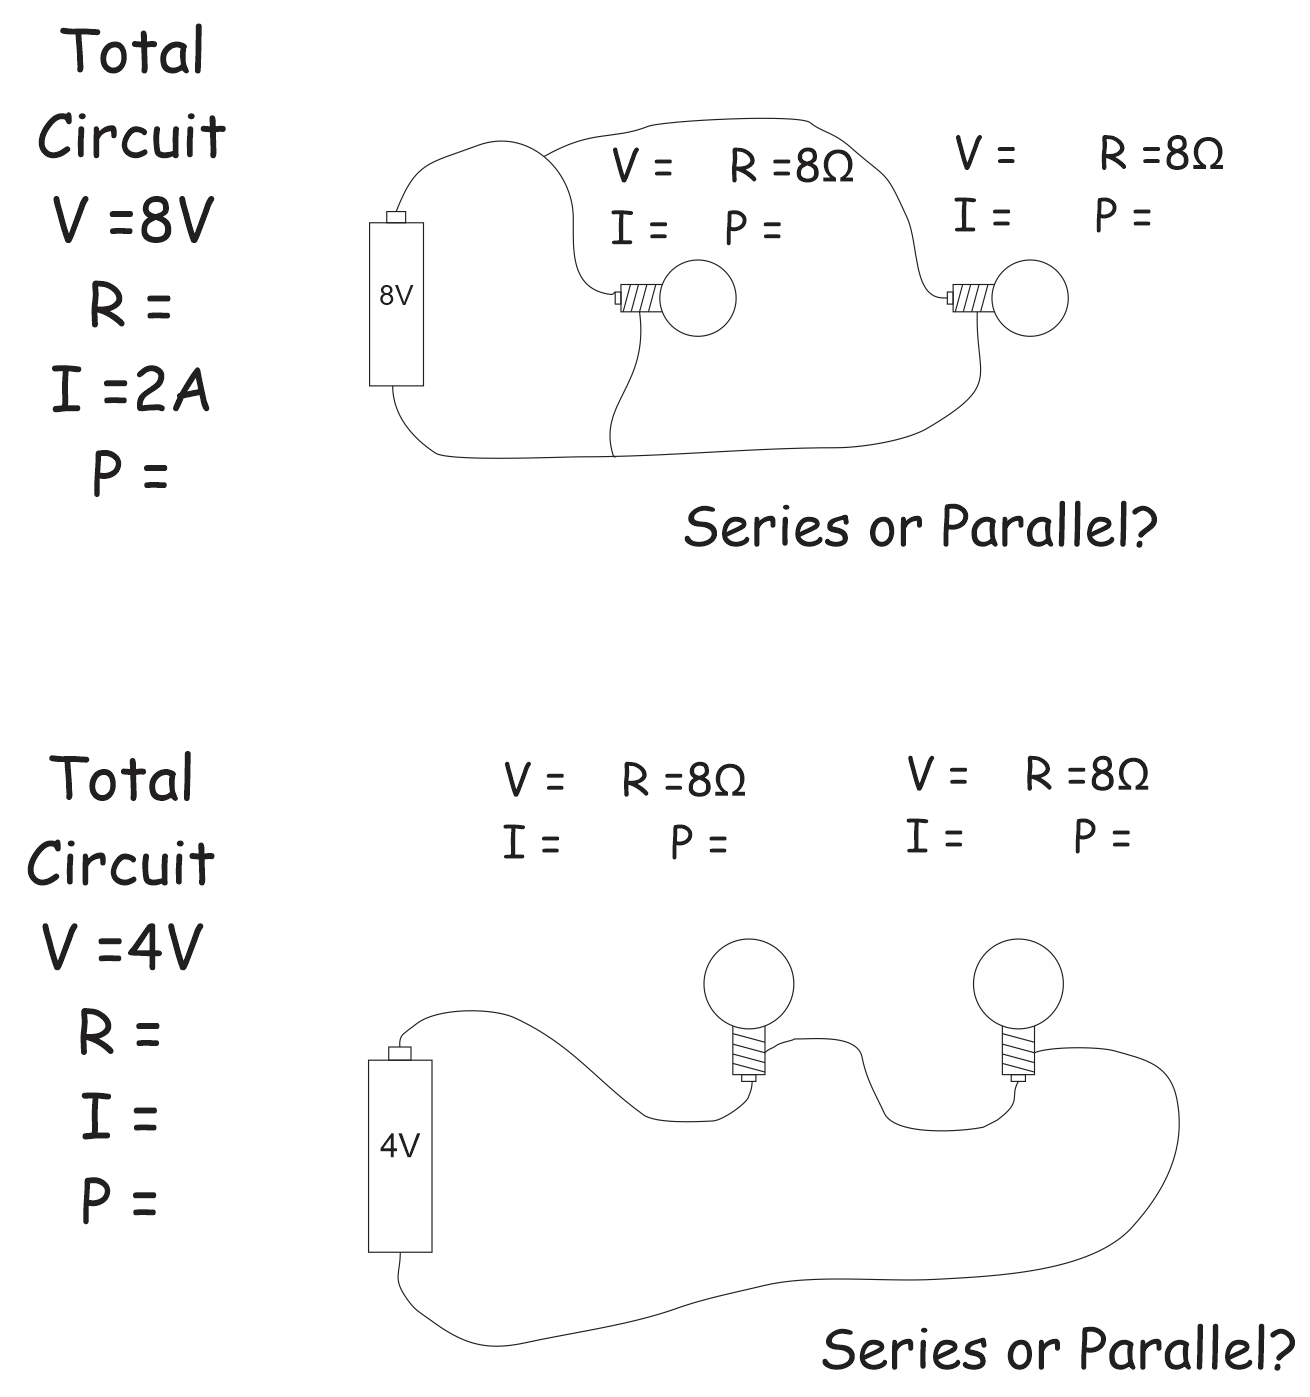 Total
Circuit
V =8V
R =
I =2A
P =
8V
V = R =8Ω
I = P =
V = R =8Ω
I = P =
Series or Parallel?
Total
Circuit
V =4V
R =
I =
P =
V = R =8Ω
I = P =
V = R =8Ω
I = P =
4V
Series or Parallel?